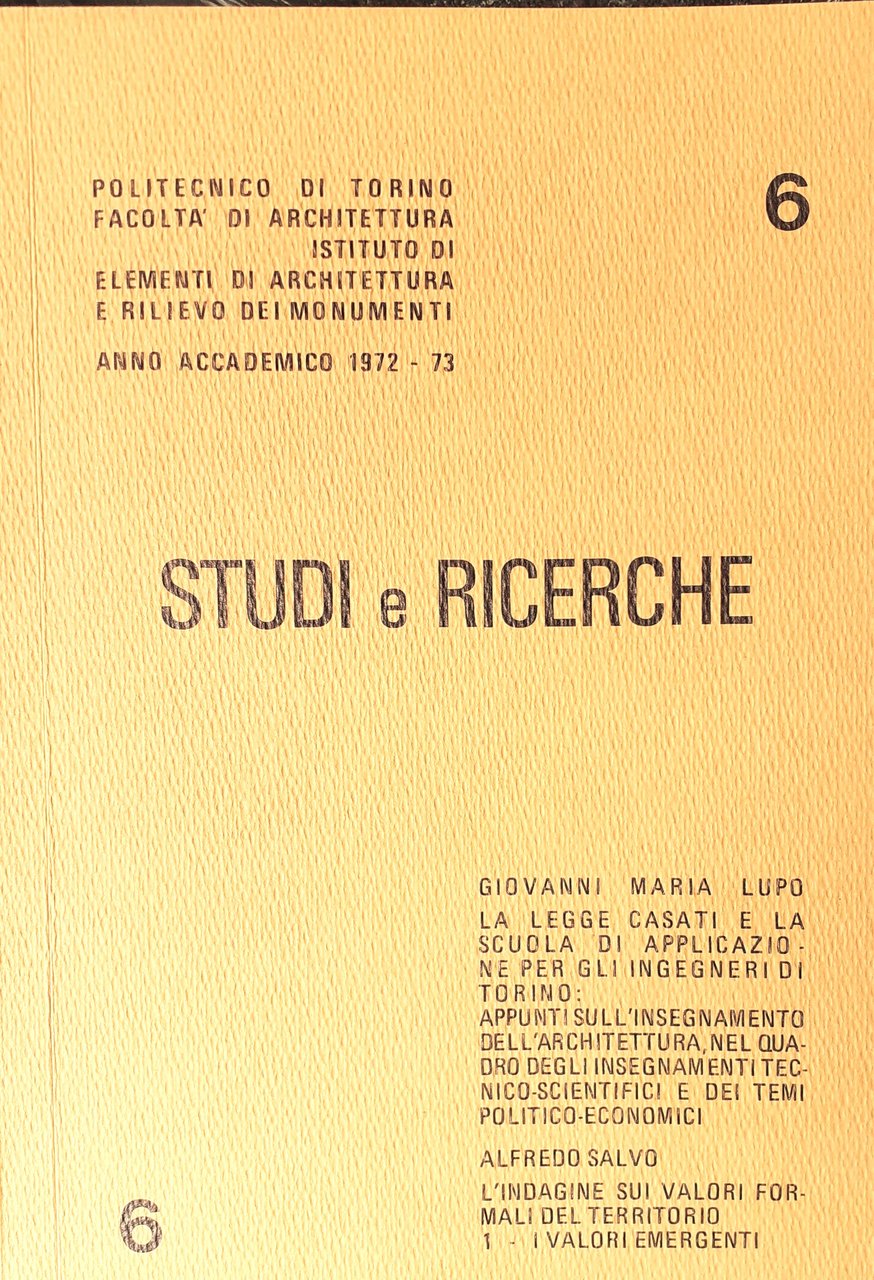 POLITECNICO DI TORINO
FACOLTA' DI ARCHITETTURA
ISTITUTO DI
ELEMENTI DI ARCHITETTURA
E RILIEVO DEI MONUMENTI
ANNO ACCADEMICO 1972 - 73
6
STUDI e RICERCHE
GIOVANNI MARIA LUPO
LA LEGGE CASATI E LA
SCUOLA DI APPLICAZIO-
NE PER GLI INGEGNERI DI
TORINO:
APPUNTI SULL'INSEGNAMENTO
DELL'ARCHITETTURA, NEL QUA-
DRO DEGLI INSEGNAMENTI TEC-
NICO-SCIENTIFICI E DEI TEMI
POLITICO-ECONOMICI
ALFREDO SALVO
L'INDAGINE SUI VALORI FOR-
MALI DEL TERRITORIO
1 - I VALORI EMERGENTI
6